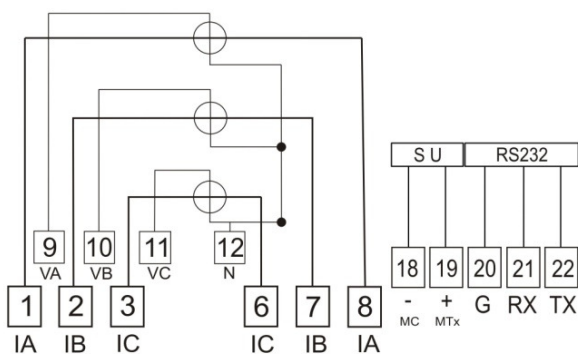 S U RS232
9 10 11 12
VA VB VC N
18 19 20 21 22
- + G RX TX
MC MTx
1 2 3 6 7 8
IA IB IC IC IB IA